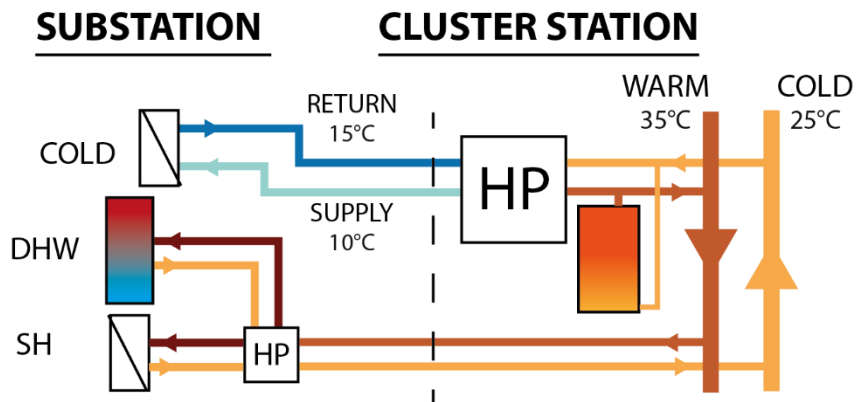 SUBSTATION
CLUSTER STATION
RETURN
15°C
WARM
35°C
COLD
25°C
COLD
HP
SUPPLY
10°C
DHW
SH
HP